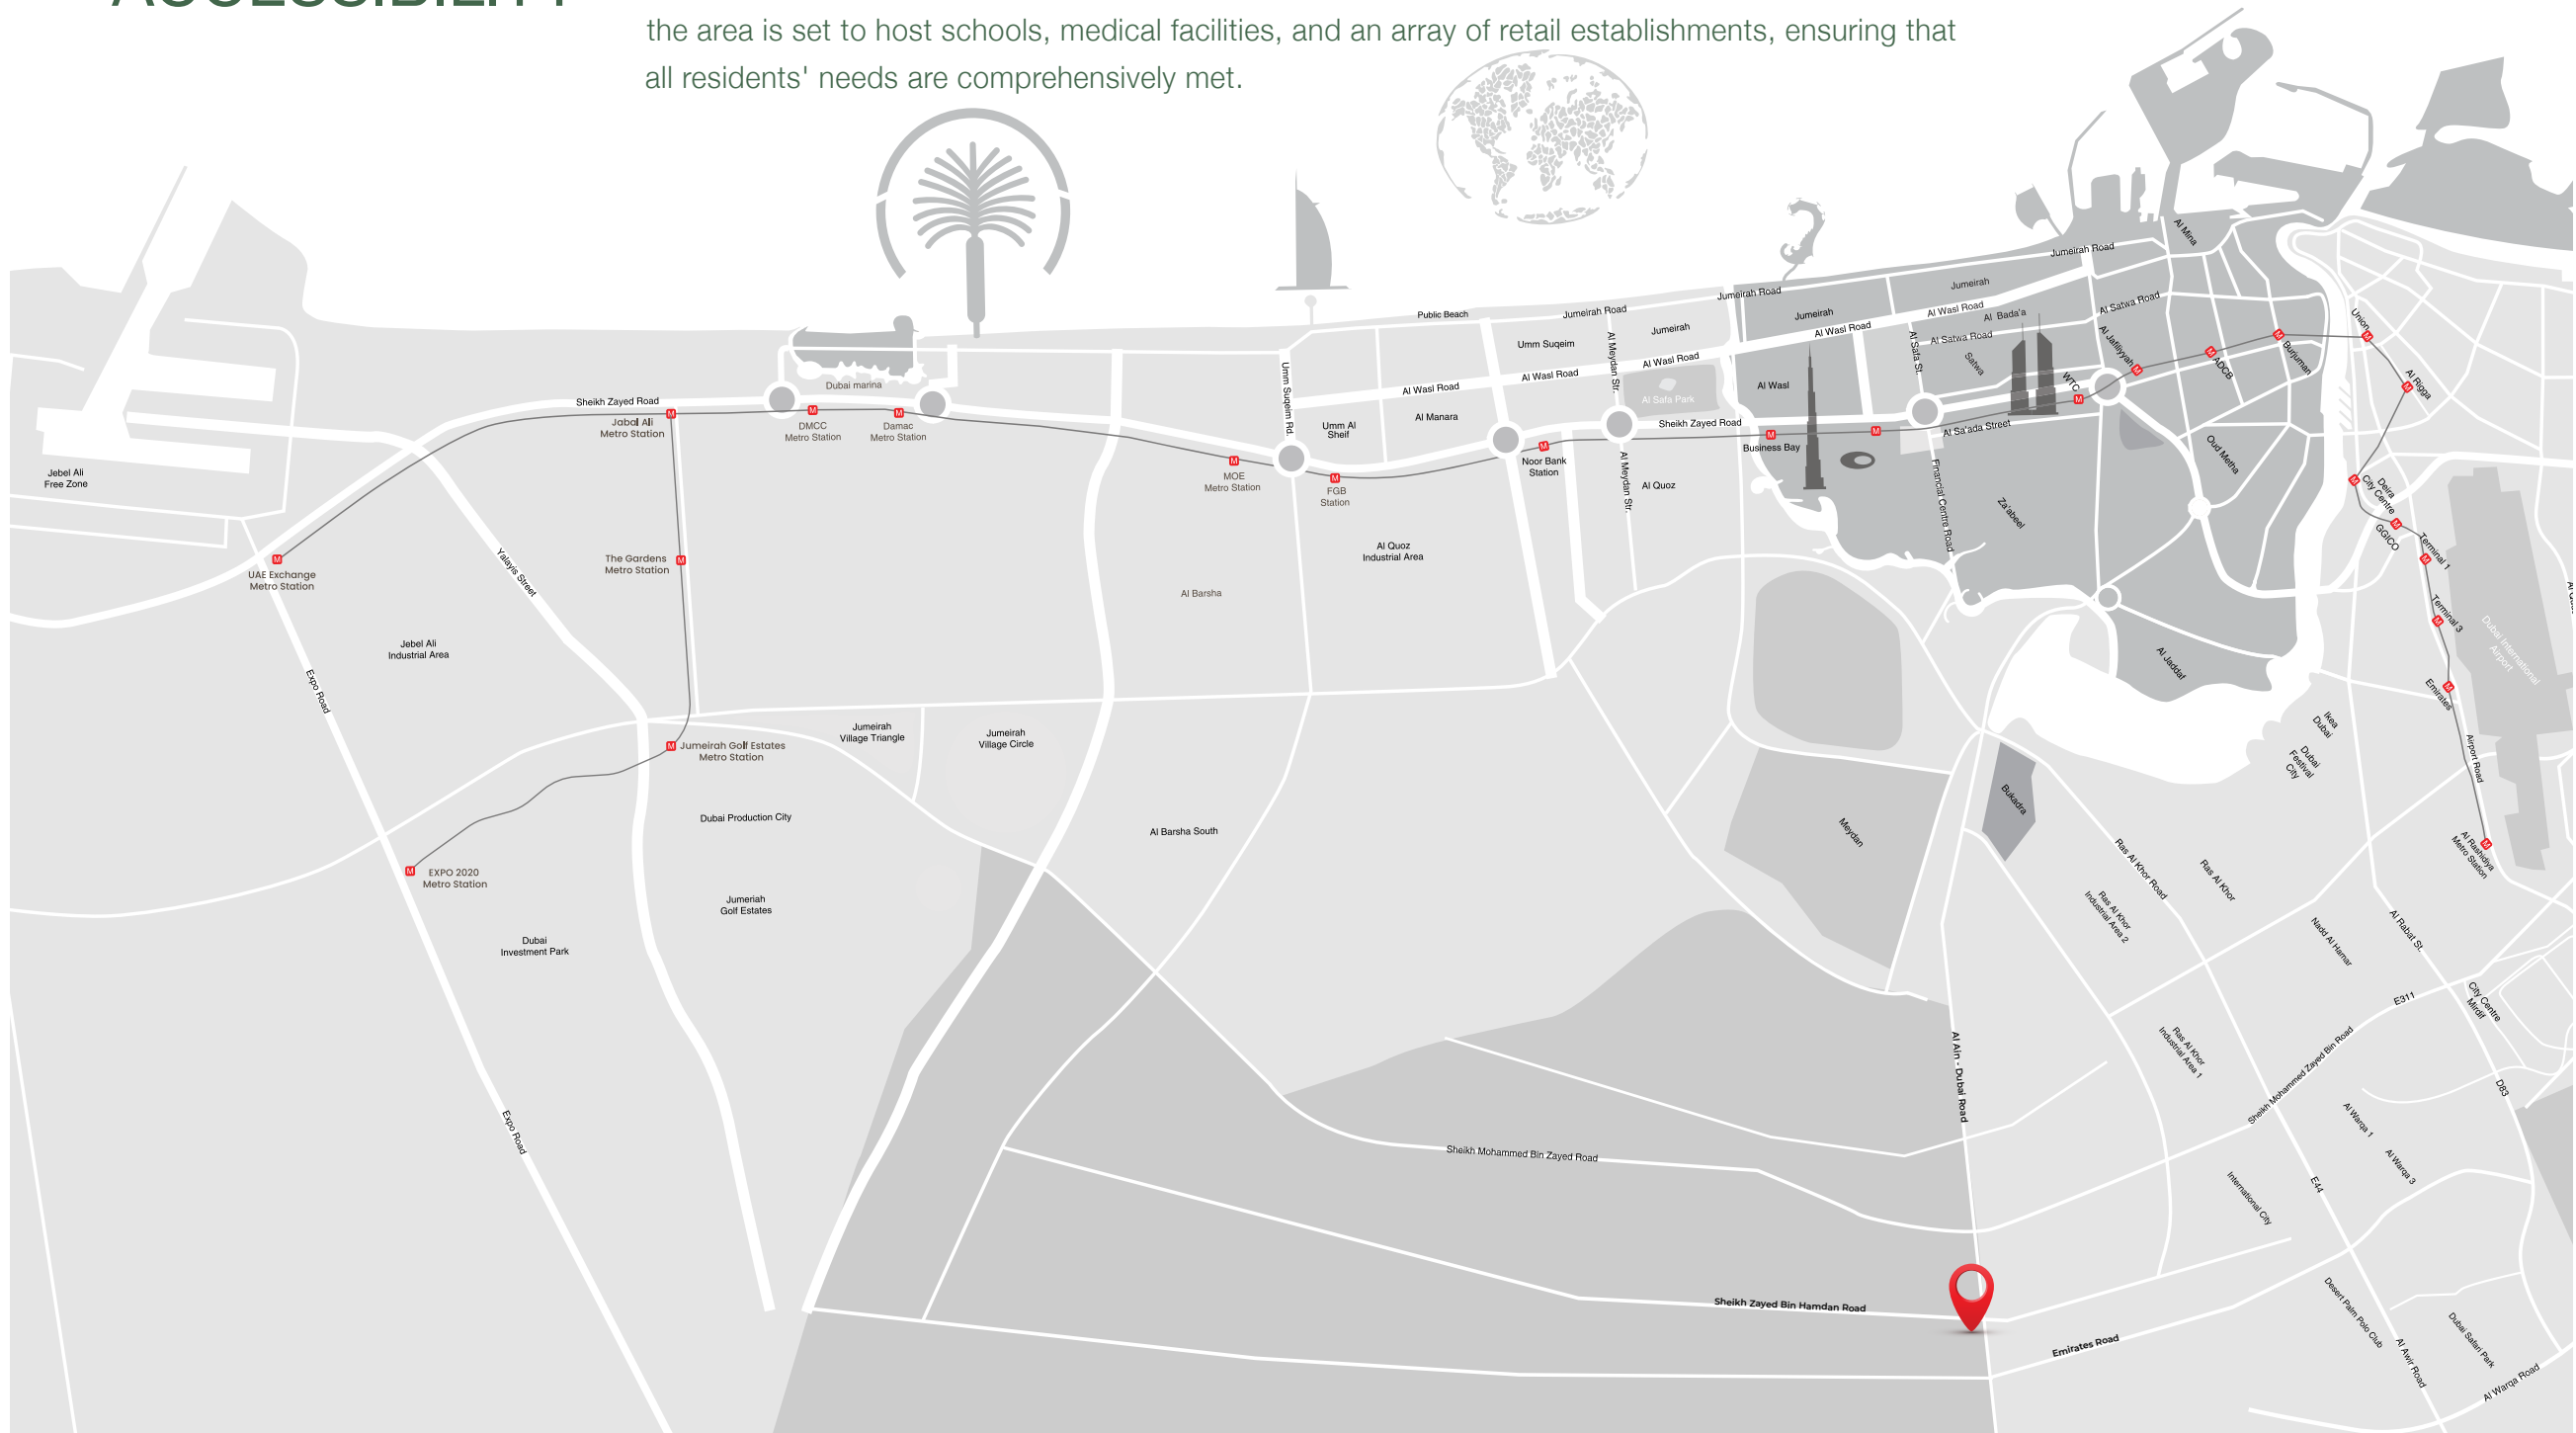 ACCESSIBILITY
the area is set to host schools, medical facilities, and an array of retail establishments, ensuring that
all residents' needs are comprehensively met.
Al Mina
Jumeirah Road
Jumeirah
Jumeirah Road
Al Satwa Road
Al Wasl Road
Jumeirah Road
Public Beach
Jumeirah
Al Bada'a
Union
Jumeirah
Al Wasl Road
Al Satwa Road
Al Jafiliyyah
Umm Suqeim
Al Meydan Str.
Al Safa St.
Burjuman
ADCB
Satwa
Al Wasl Road
Al Wasl Road
Al Wasl Road
WTC
Al Rigga
Dubai marina
Al Wasl
Al Safa Park
Umm Suqeim Rd.
Sheikh Zayed Road
Jabal Ali
Metro Station
DMCC
Metro Station
Damac
Metro Station
Umm Al
Sheif
Al Manara
Sheikh Zayed Road
Al Sa'ada Street
Business Bay
Oud Metha
Noor Bank
Station
MOE
Metro Station
FGB
Station
Al Meydan Str.
Al Quoz
Financial Centre Road
Za'abeel
Deira
City Centre
GGICO
Jebel Ali
Free Zone
Al Quoz
Industrial Area
Terminal 1
The Gardens
Metro Station
UAE Exchange
Metro Station
Yalayis Street
Al Barsha
Terminal 3
Dubai International
Airport
Jebel Ali
Industrial Area
Al Jaddaf
Expo Road
Emirates
Ikea
Dubai
Jumeirah
Village Triangle
Jumeirah
Village Circle
Jumeirah Golf Estates
Metro Station
Dubai
Festival
City
Airport Road
Bukadra
Dubai Production City
Al Barsha South
Meydan
Al Rashidiya
Metro Station
EXPO 2020
Metro Station
Ras Al Khor Road
Ras Al Khor
Jumeriah
Golf Estates
Ras Al Khor
Industrial Area 2
Dubai
Investment Park
Nadd Al Hamar
Al Rabat St.
E311
City Centre
Mirdif
Al Ain - Dubai Road
Ras Al Khor
Industrial Area 1
Sheikh Mohammed Zayed Bin Road
D83
Expo Road
Al Warqa 1
Sheikh Mohammed Bin Zayed Road
Al Warqa 3
E44
International City
Sheikh Zayed Bin Hamdan Road
Emirates Road
Desert Palm Polo Club
Dubai Safari Park
Al Awir Road
Al Warqa Road